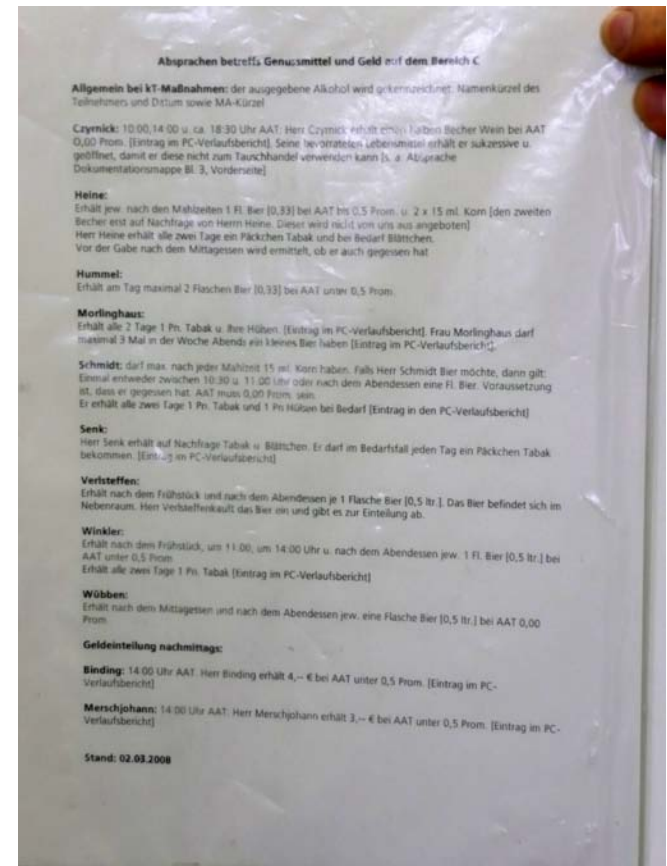 Absprachen betreffs Genussmittel und Geld auf dem Bereich C
Allgemein bei kT-Maßnahmen: der ausgegebene Alkohol wird gekennzeichnet. Namenkürzel des
Teilnehmers und Datum sowie MA-Kürzel
Czyrnick: 10:00,14:00 u. ca. 18:30 Uhr AAT: Herr Czyrnick erhält einen halben Becher Wein bei AAT
0,00 Prom. [Eintrag im PC-Verlaufsbericht]. Seine bevorrateten Lebensmittel erhält er sukzessive u.
geöffnet, damit er diese nicht zum Tauschhandel verwenden kann [s. a. Absprache
Dokumentationsmappe Bl. 3, Vorderseite]
Heine:
Erhält jew. nach den Mahlzeiten 1 Fl. Bier [0,33] bei AAT bis 0,5 Prom. u. 2 x 15 ml. Korn [den zweiten
Becher erst auf Nachfrage von Herrn Heine. Dieser wird nicht von uns aus angeboten]
Herr Heine erhält alle zwei Tage ein Päckchen Tabak und bei Bedarf Blättchen.
Vor der Gabe nach dem Mittagessen wird ermittelt, ob er auch gegessen hat
Hummel:
Erhält am Tag maximal 2 Flaschen Bier [0,33] bei AAT unter 0,5 Prom.
Morlinghaus:
Erhält alle 2 Tage 1 Pn. Tabak u. ihre Hülsen. [Eintrag im PC-Verlaufsbericht]. Frau Morlinghaus darf
maximal 3 Mal in der Woche Abends ein kleines Bier haben [Eintrag im PC-Verlaufsbericht].
Schmidt: darf max. nach jeder Mahlzeit 15 ml. Korn haben. Falls Herr Schmidt Bier möchte, dann gilt:
Einmal entweder zwischen 10:30 u. 11:00 Uhr oder nach dem Abendessen eine Fl. Bier. Voraussetzung
ist, dass er gegessen hat. AAT muss 0,00 Prom. sein.
Er erhält alle zwei Tage 1 Pn. Tabak und 1 Pn Hülsen bei Bedarf [Eintrag in den PC-Verlaufsbericht]
Senk:
Herr Senk erhält auf Nachfrage Tabak u. Blättchen. Er darf im Bedarfsfall jeden Tag ein Päckchen Tabak
bekommen. [Eintrag im PC-Verlaufsbericht]
Verlsteffen:
Erhält nach dem Frühstück und nach dem Abendessen je 1 Flasche Bier [0,5 ltr.]. Das Bier befindet sich im
Nebenraum. Herr Verlsteffenkauft das Bier ein und gibt es zur Einteilung ab.
Winkler:
Erhält nach dem Frühstück, um 11:00, um 14:00 Uhr u. nach dem Abendessen jew. 1 Fl. Bier [0,5 ltr.] bei
AAT unter 0,5 Prom
Erhält alle zwei Tage 1 Pn. Tabak [Eintrag im PC-Verlaufsbericht]
Wübben:
Erhält nach dem Mittagessen und nach dem Abendessen jew. eine Flasche Bier [0,5 ltr.] bei AAT 0,00
Prom
Geldeinteilung nachmittags:
Binding: 14:00 Uhr AAT. Herr Binding erhält 4,-- € bei AAT unter 0,5 Prom. [Eintrag im PC-
Verlaufsbericht]
Merschjohann: 14:00 Uhr AAT: Herr Merschjohann erhält 3,-- € bei AAT unter 0,5 Prom. [Eintrag im PC-
Verlaufsbericht]
Stand: 02.03.2008